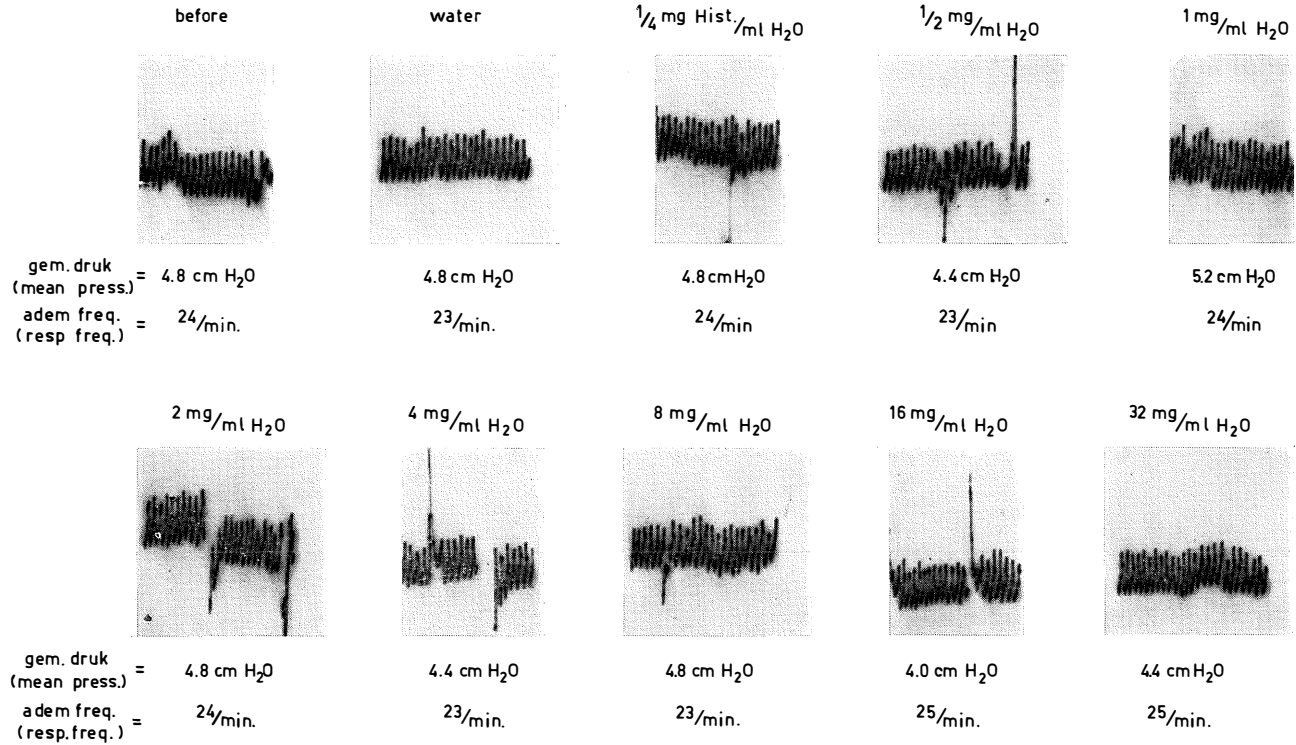 before water 1/4 mg Hist./ml H₂O 1/2 mg/ml H₂O 1 mg/ml H₂O
gem. druk
(mean press.) = 4.8 cm H₂O 4.8 cm H₂O 4.8 cm H₂O 4.4 cm H₂O 5.2 cm H₂O
adem freq.
(resp freq.) = 24/min. 23/min. 24/min 23/min 24/min
2 mg/ml H₂O 4 mg/ml H₂O 8 mg/ml H₂O 16 mg/ml H₂O 32 mg/ml H₂O
gem. druk
(mean press.) = 4.8 cm H₂O 4.4 cm H₂O 4.8 cm H₂O 4.0 cm H₂O 4.4 cm H₂O
adem freq.
(resp. freq.) = 24/min. 23/min. 23/min. 25/min. 25/min.